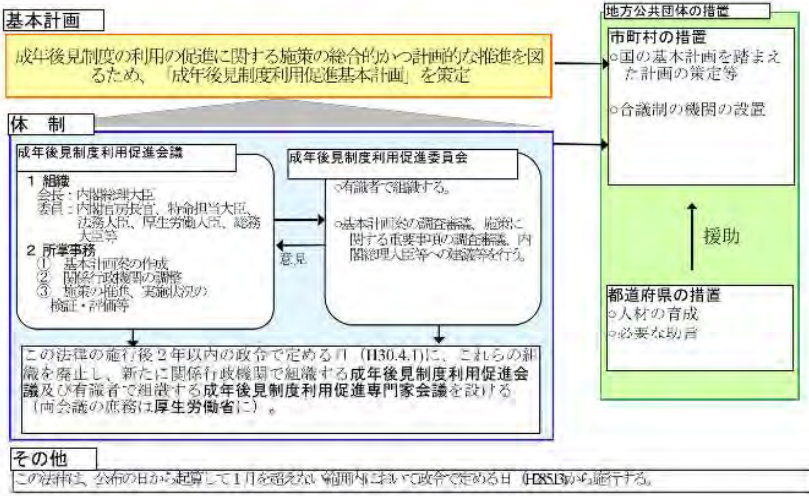 基本計画
成年後見制度の利用の促進に関する施策の総合的かつ計画的な推進を図
るため、「成年後見制度利用促進基本計画」を策定
体 制
成年後見制度利用促進会議
1 組織
会長：内閣総理大臣
委員：内閣官房長官、特命担当大臣、
法務大臣、厚生労働大臣、総務
大臣等
2 所掌事務
① 基本計画案の作成
② 関係行政機関の調整
③ 施策の推進、実施状況の
検証・評価等
意見
成年後見制度利用促進委員会
○有識者で組織する。
○基本計画案の調査審議、施策に
関する重要事項の調査審議、内
閣総理大臣等への建議等を行う。
この法律の施行後２年以内の政令で定める日（H30.4.1）に、これらの組
織を廃止し、新たに関係行政機関で組織する成年後見制度利用促進会
議及び有識者で組織する成年後見制度利用促進専門家会議を設ける
（両会議の庶務は厚生労働省に）。
地方公共団体の措置
市町村の措置
○国の基本計画を踏まえ
た計画の策定等
○合議制の機関の設置
援助
都道府県の措置
○人材の育成
○必要な助言
その他
この法律は、公布の日から起算して１月を超えない範囲内において政令で定める日（H28.5.13）から施行する。